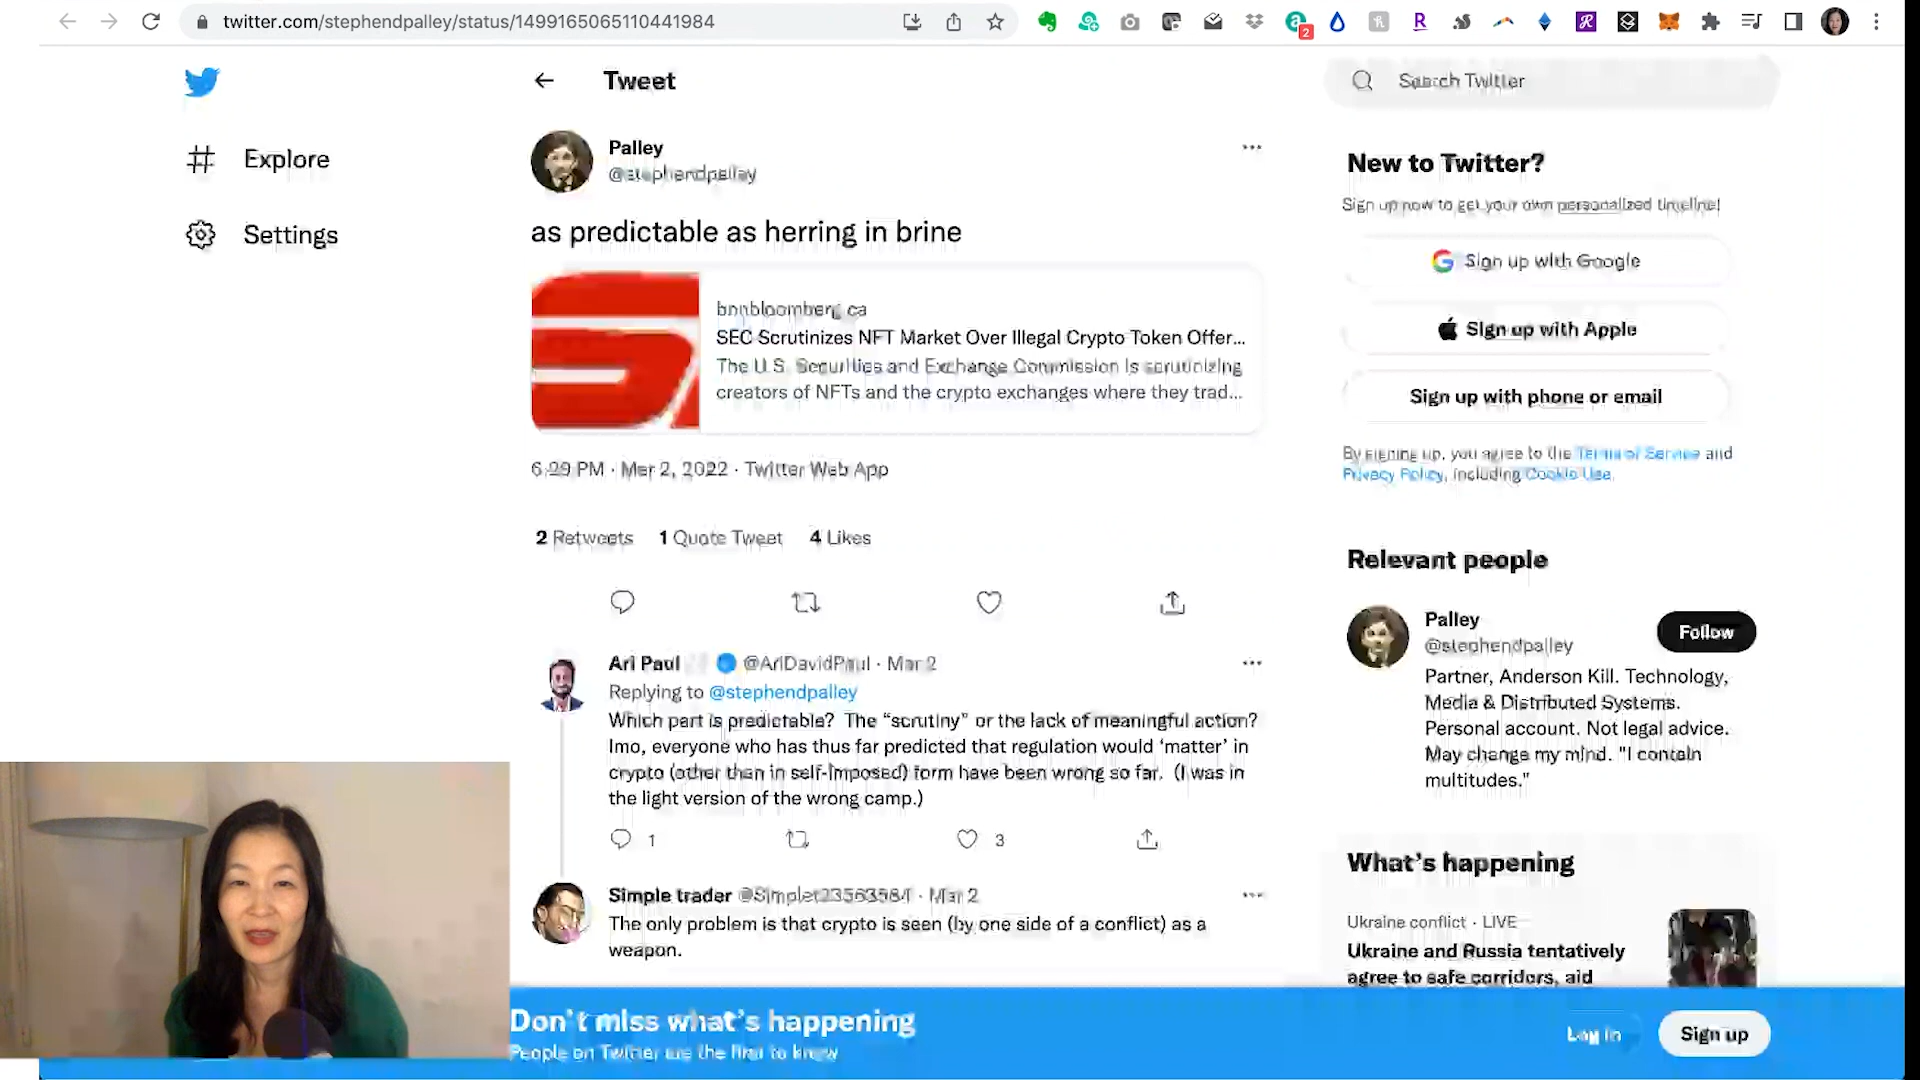 twitter.com/stephendpalley/status/1499165065110441984
2
Tweet
Search Twitter
Explore
Settings
Palley
@stephendpalley
as predictable as herring in brine
bnnbloomberg.ca
SEC Scrutinizes NFT Market Over Illegal Crypto Token Offer...
The U.S. Securities and Exchange Commission is scrutinizing
creators of NFTs and the crypto exchanges where they trad...
6:29 PM · Mar 2, 2022 · Twitter Web App
2 Retweets 1 Quote Tweet 4 Likes
Ari Paul @AriDavidPaul · Mar 2
Replying to @stephendpalley
Which part is predictable? The “scrutiny” or the lack of meaningful action?
Imo, everyone who has thus far predicted that regulation would ‘matter’ in
crypto (other than in self-imposed) form have been wrong so far. (I was in
the light version of the wrong camp.)
1
3
Simple trader · Mar 2
The only problem is that crypto is seen (by one side of a conflict) as a
weapon.
New to Twitter?
Sign up now to get your own personalized timeline!
Sign up with Google
Sign up with Apple
Sign up with phone or email
By signing up, you agree to the Terms of Service and
Privacy Policy, including Cookie Use.
Relevant people
Palley
@stephendpalley
Follow
Partner, Anderson Kill. Technology,
Media & Distributed Systems.
Personal account. Not legal advice.
May change my mind. "I contain
multitudes."
What’s happening
Ukraine conflict · LIVE
Ukraine and Russia tentatively
agree to safe corridors, aid
Don’t miss what’s happening
People on Twitter are the first to know
Log in
Sign up